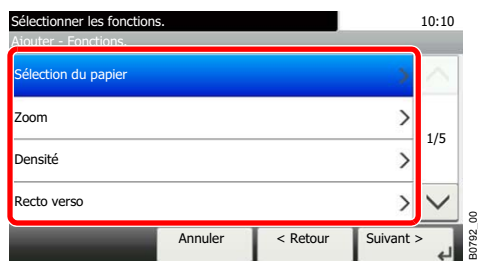 Sélectionner les fonctions.
10:10
Ajouter - Fonctions.
Sélection du papier
Zoom
1/5
Densité
Recto verso
Annuler
< Retour
Suivant >
B0792_00